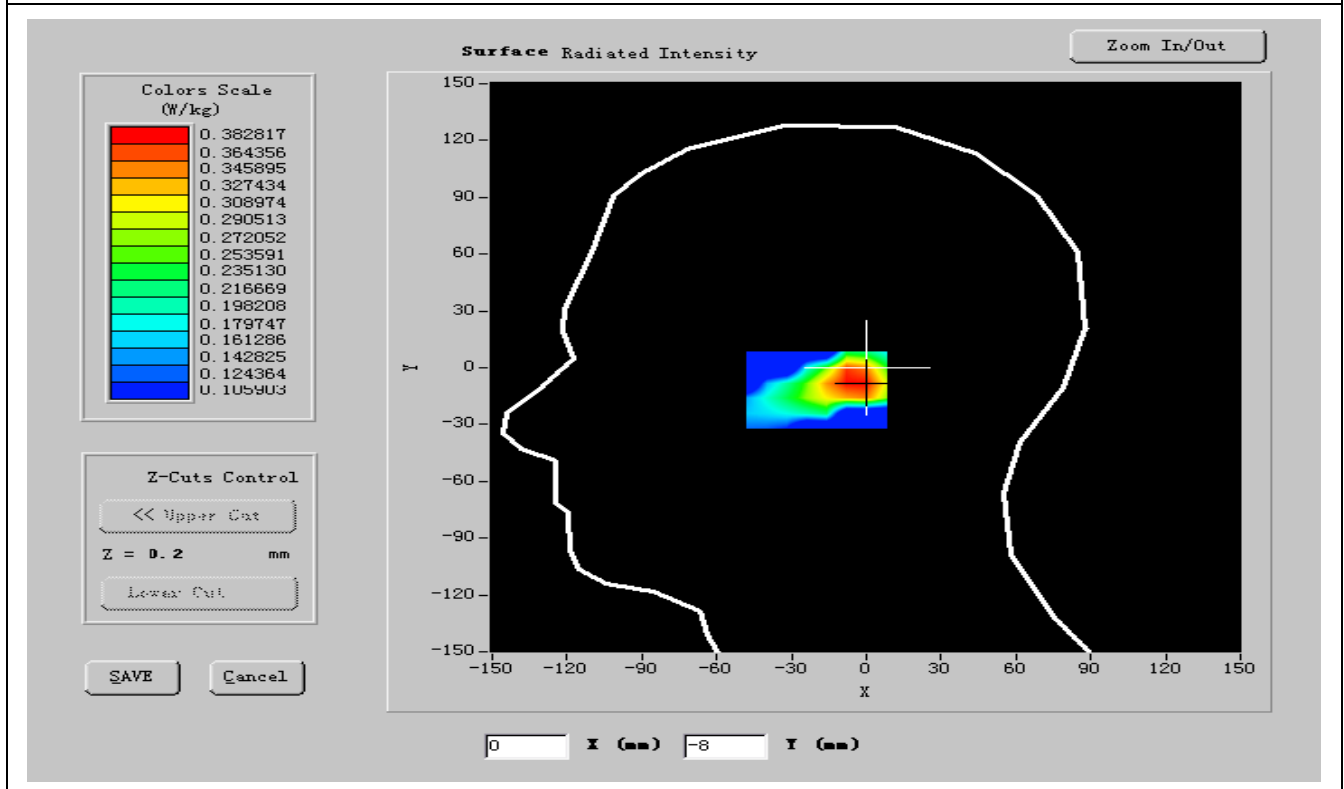 Surface Radiated Intensity
Zoom In/Out
Colors Scale
(W/kg)
0.382817
0.364356
0.345895
0.327434
0.308974
0.290513
0.272052
0.253591
0.235130
0.216669
0.198208
0.179747
0.161286
0.142825
0.124364
0.105903
Z-Cuts Control
<< Upper Cut
Z = 0.2 mm
Lower Cut
SAVE
Cancel
Y
150
120
90
60
30
0
-30
-60
-90
-120
-150
-150 -120 -90 -60 -30 0 30 60 90 120 150
X
0 X (mm) -8 Y (mm)